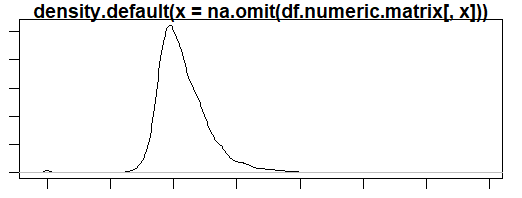 density.default(x = na.omit(df.numeric.matrix[, x]))